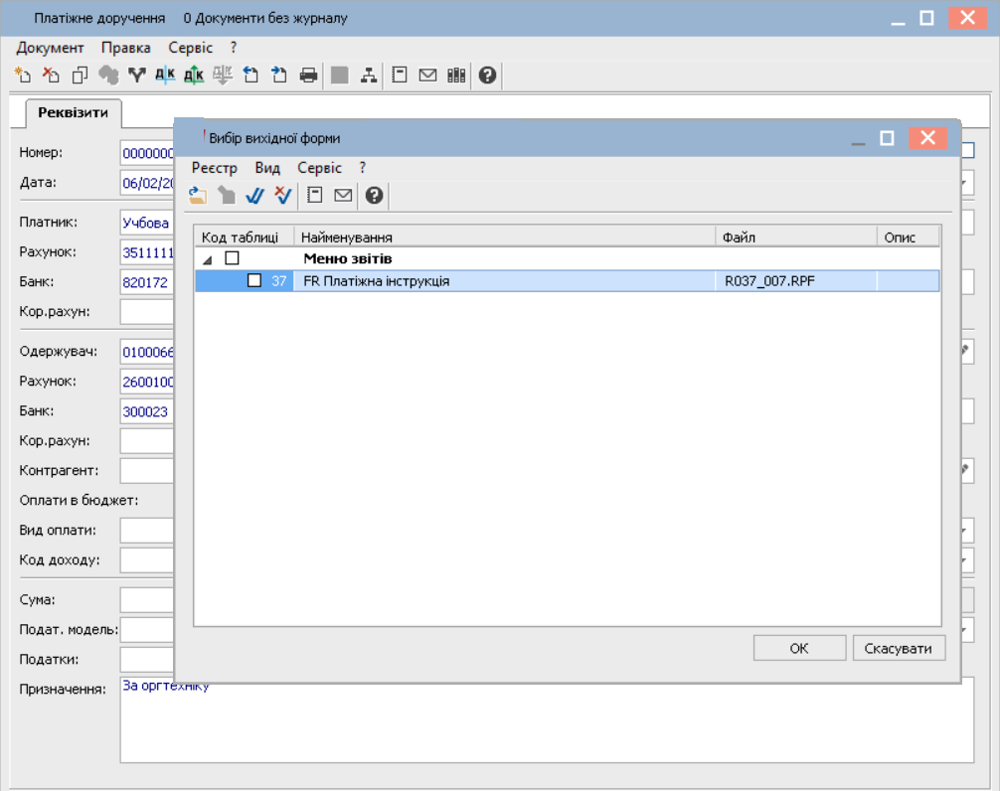 Платіжне доручення 0 Документи без журналу
Документ Правка Сервіс ?
Реквізити
Вибір вихідної форми
Реєстр Вид Сервіс ?
Код таблиці Найменування Файл Опис
Меню звітів
37 FR Платіжна інструкція R037_007.RPF
ОК Скасувати
Номер: 0000000
Дата: 06/02/20
Платник: Учбова
Рахунок: 3511111
Банк: 820172
Кор.рахун:
Одержувач: 0100066
Рахунок: 2600100
Банк: 300023
Кор.рахун:
Контрагент:
Оплати в бюджет:
Вид оплати:
Код доходу:
Сума:
Подат. модель:
Податки:
Призначення: За оргтехніку